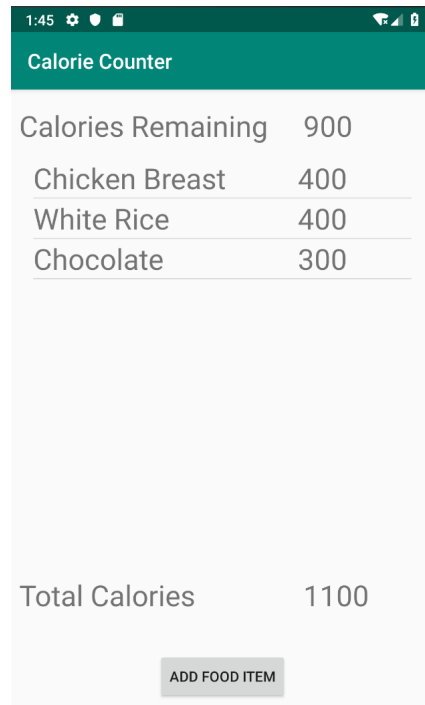 1:45
Calorie Counter
Calories Remaining 900
Chicken Breast 400
White Rice 400
Chocolate 300
Total Calories 1100
ADD FOOD ITEM